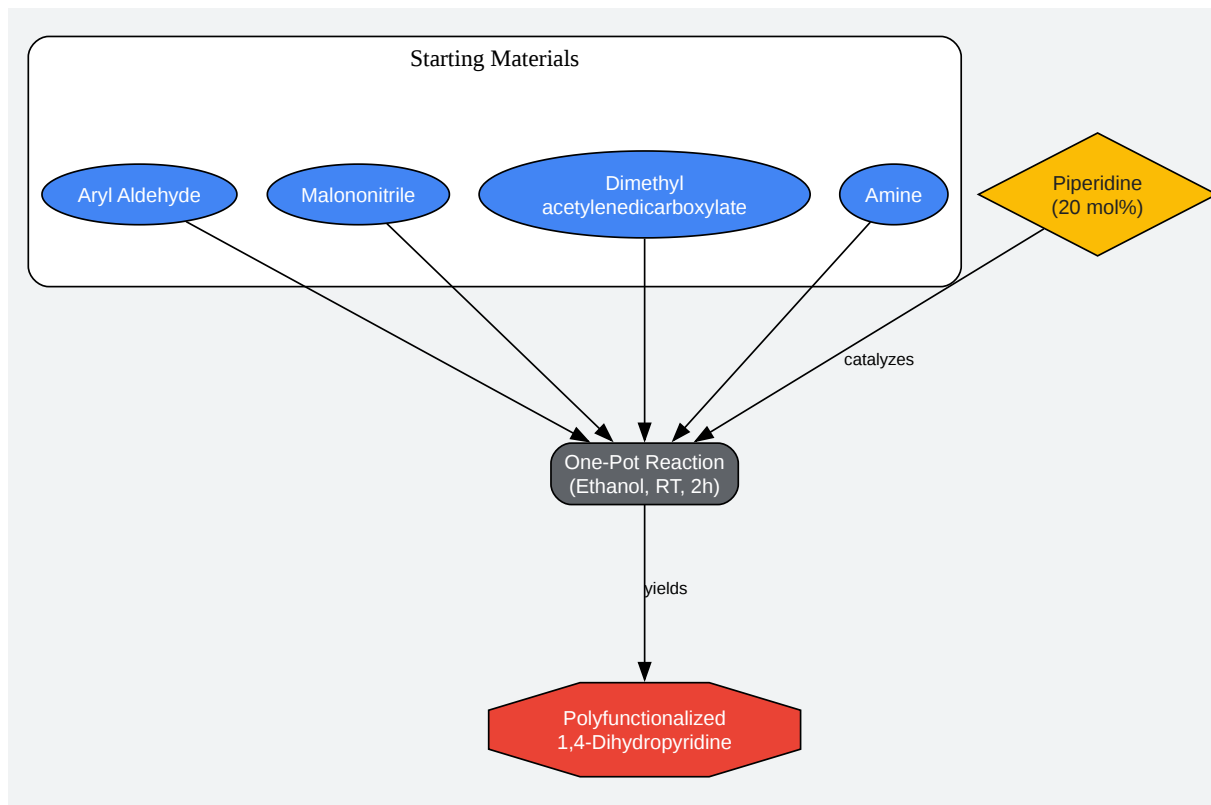 Starting Materials
Aryl Aldehyde
Malononitrile
Dimethyl
acetylenedicarboxylate
Amine
Piperidine
(20 mol%)
catalyzes
One-Pot Reaction
(Ethanol, RT, 2h)
yields
Polyfunctionalized
1,4-Dihydropyridine